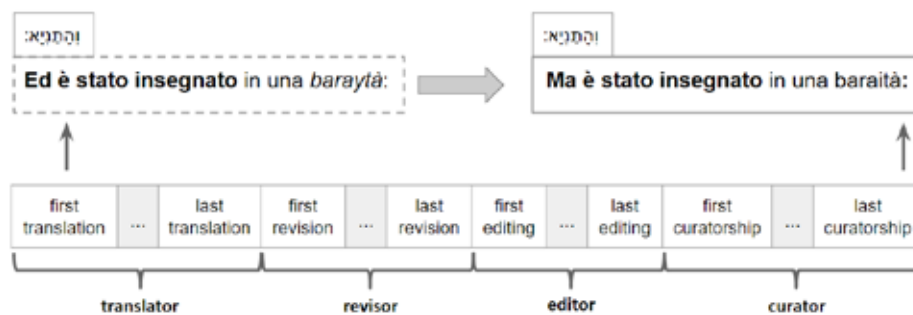 וְהָתַנְיָא:
Ed è stato insegnato in una baraytà:
וְהָתַנְיָא:
Ma è stato insegnato in una baraità:
first translation
...
last translation
first revision
...
last revision
first editing
...
last editing
first curatorship
...
last curatorship
translator
revisor
editor
curator